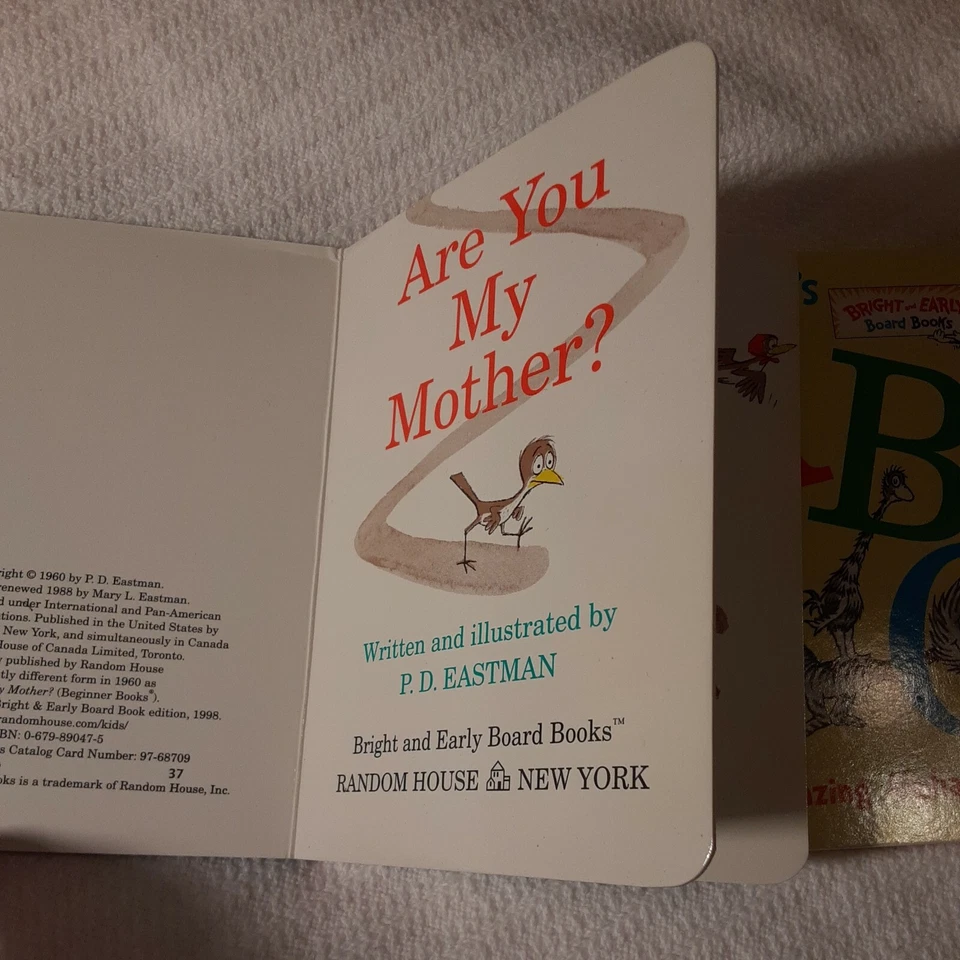 right © 1960 by P. D. Eastman.
renewed 1988 by Mary L. Eastman.
d under International and Pan-American
tions. Published in the United States by
New York, and simultaneously in Canada
House of Canada Limited, Toronto.
y published by Random House
tly different form in 1960 as
y Mother? (Beginner Books®).
Bright & Early Board Book edition, 1998.
randomhouse.com/kids/
BN: 0-679-89047-5
s Catalog Card Number: 97-68709
37
oks is a trademark of Random House, Inc.
Are You
My
Mother?
Written and illustrated by
P. D. EASTMAN
Bright and Early Board Books™
RANDOM HOUSE NEW YORK
's
BRIGHT and EARLY
Board Books
B